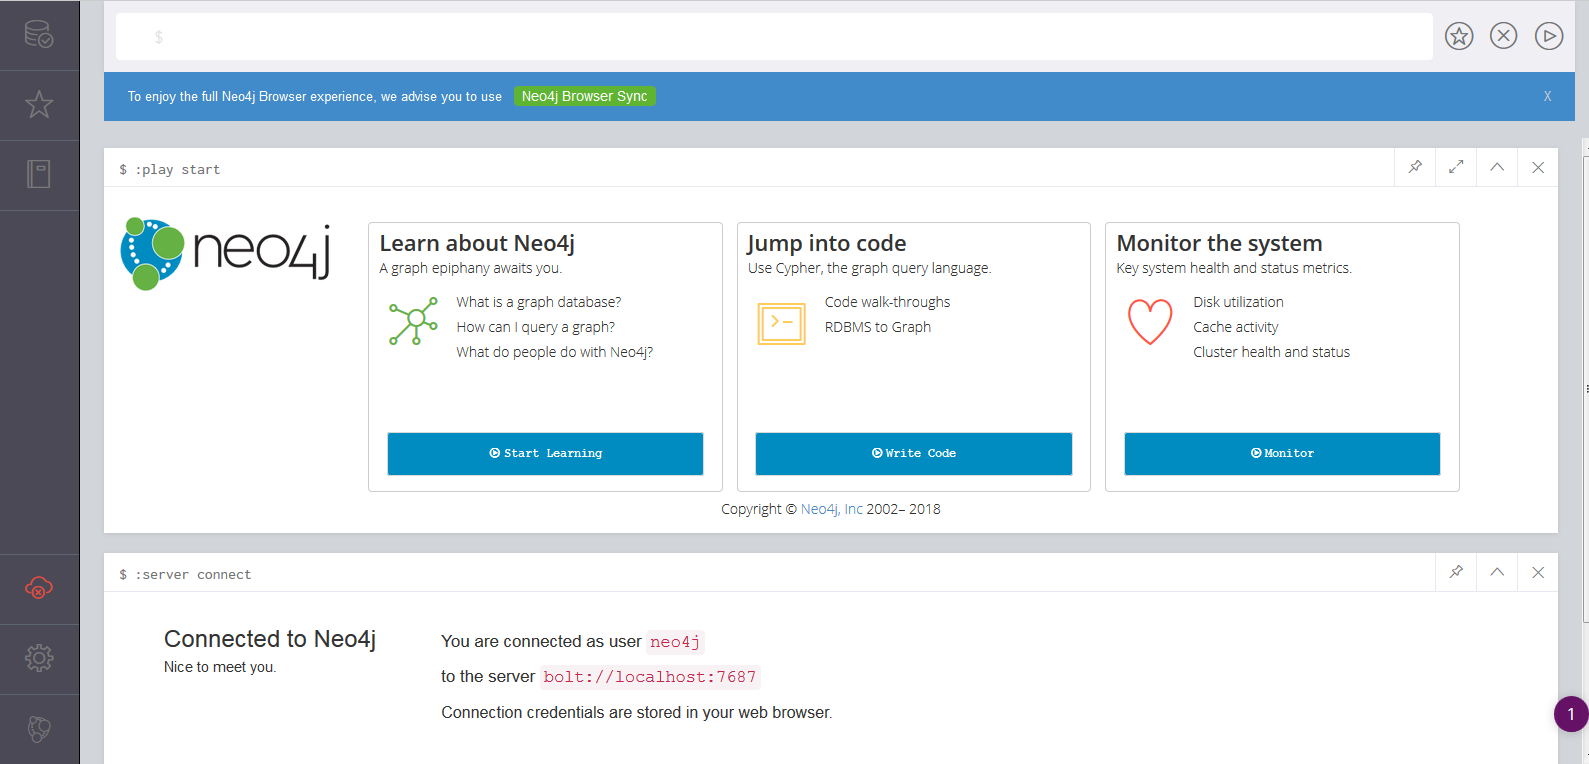 $
To enjoy the full Neo4j Browser experience, we advise you to use Neo4j Browser Sync X
$ :play start
neo4j
Learn about Neo4j
A graph epiphany awaits you.
What is a graph database?
How can I query a graph?
What do people do with Neo4j?
Start Learning
Jump into code
Use Cypher, the graph query language.
Code walk-throughs
RDBMS to Graph
Write Code
Monitor the system
Key system health and status metrics.
Disk utilization
Cache activity
Cluster health and status
Monitor
Copyright © Neo4j, Inc 2002– 2018
$ :server connect
Connected to Neo4j
Nice to meet you.
You are connected as user neo4j
to the server bolt://localhost:7687
Connection credentials are stored in your web browser.
1